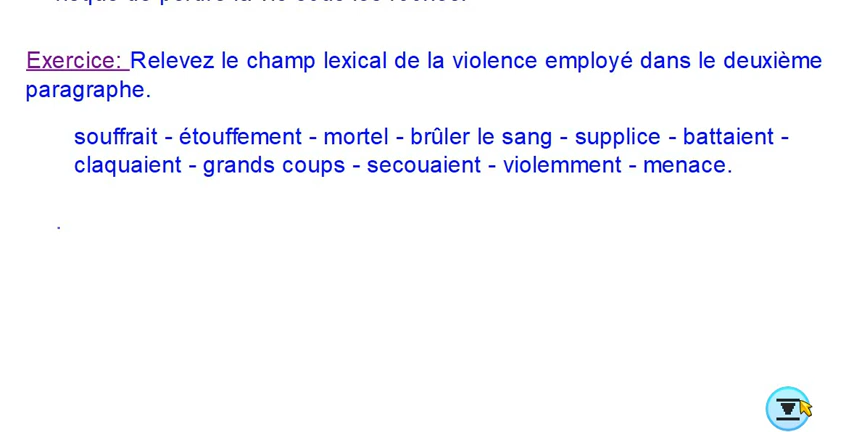 risque de perdre la vie sous les roches.
Exercice: Relevez le champ lexical de la violence employé dans le deuxième
paragraphe.
souffrait - étouffement - mortel - brûler le sang - supplice - battaient -
claquaient - grands coups - secouaient - violemment - menace.